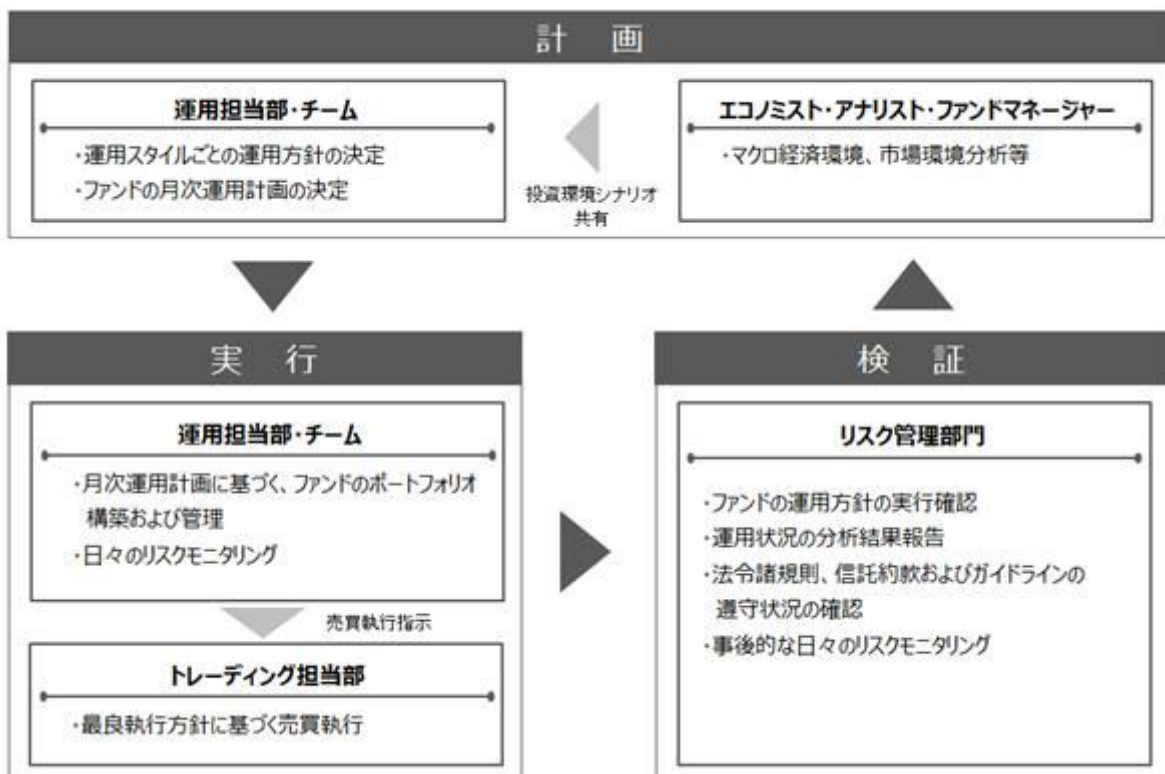 計 画
運用担当部・チーム
・運用スタイルごとの運用方針の決定
・ファンドの月次運用計画の決定
投資環境シナリオ
共有
エコノミスト・アナリスト・ファンドマネージャー
・マクロ経済環境、市場環境分析等
実 行
運用担当部・チーム
・月次運用計画に基づく、ファンドのポートフォリオ
構築および管理
・日々のリスクモニタリング
売買執行指示
トレーディング担当部
・最良執行方針に基づく売買執行
検 証
リスク管理部門
・ファンドの運用方針の実行確認
・運用状況の分析結果報告
・法令諸規則、信託約款およびガイドラインの
遵守状況の確認
・事後的な日々のリスクモニタリング